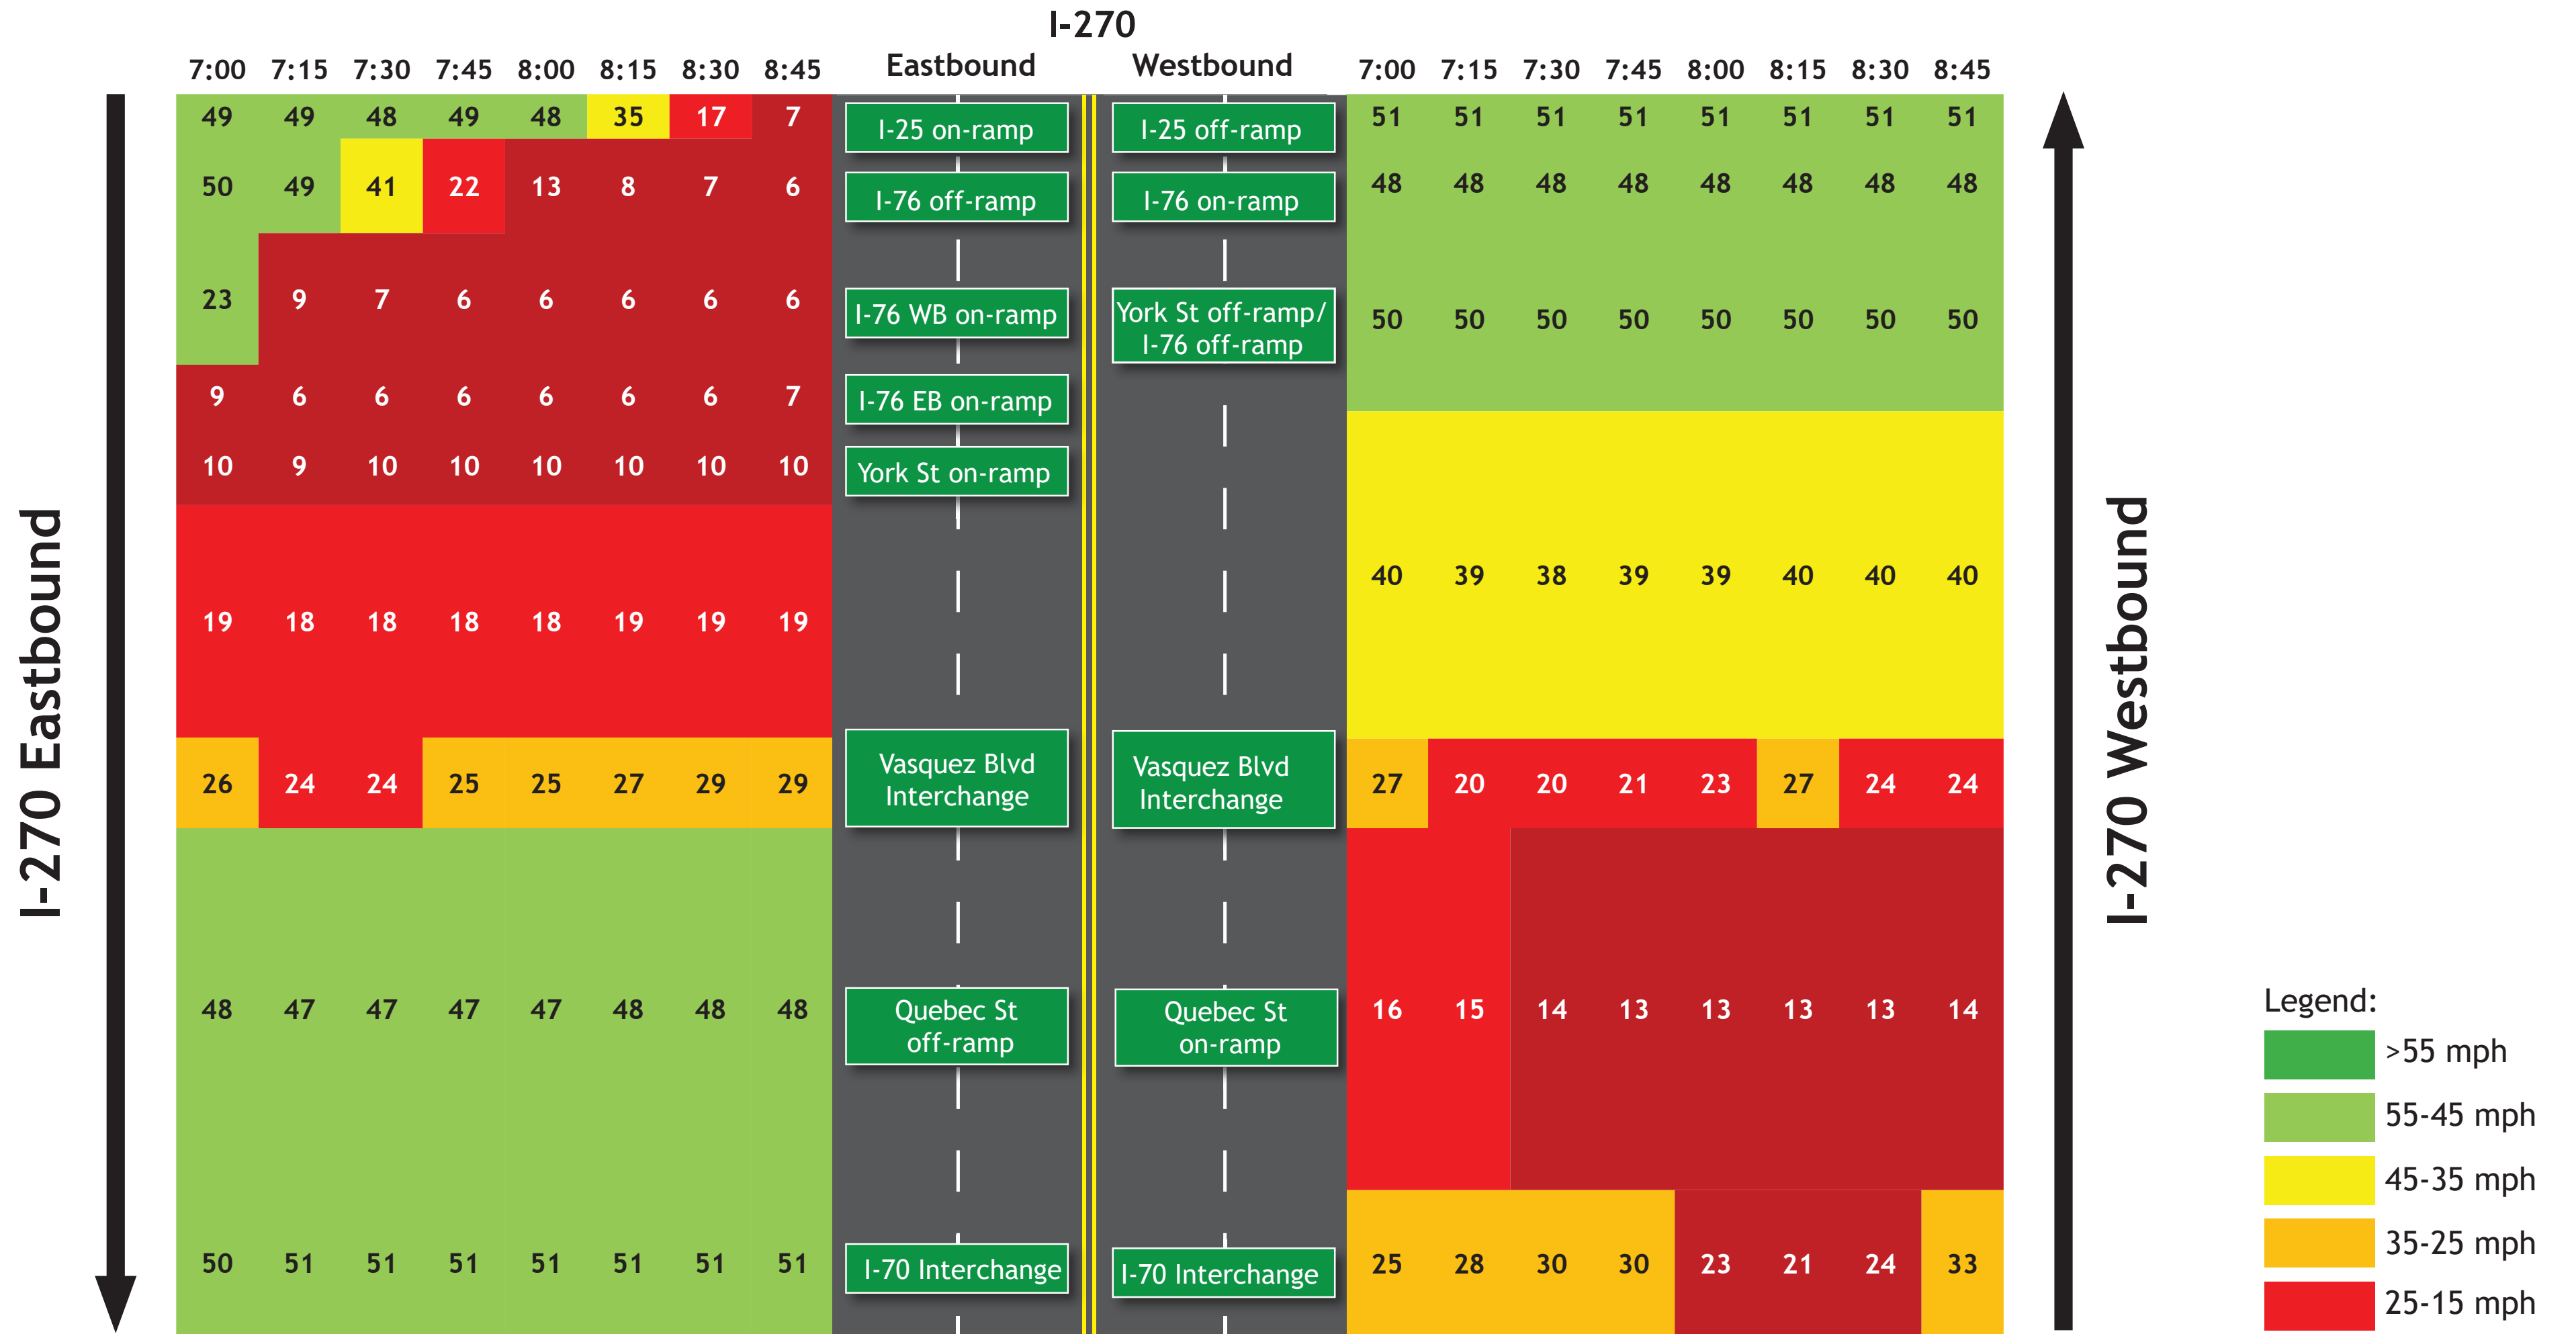 I-270
Eastbound
Westbound
7:00 7:15 7:30 7:45 8:00 8:15 8:30 8:45
7:00 7:15 7:30 7:45 8:00 8:15 8:30 8:45
49 49 48 49 48 35 17 7
I-25 on-ramp
I-25 off-ramp
51 51 51 51 51 51 51 51
50 49 41 22 13 8 7 6
I-76 off-ramp
I-76 on-ramp
48 48 48 48 48 48 48 48
23 9 7 6 6 6 6 6
I-76 WB on-ramp
York St off-ramp/
I-76 off-ramp
50 50 50 50 50 50 50 50
9 6 6 6 6 6 6 7
I-76 EB on-ramp
10 9 10 10 10 10 10 10
York St on-ramp
19 18 18 18 18 19 19 19
40 39 38 39 39 40 40 40
26 24 24 25 25 27 29 29
Vasquez Blvd
Interchange
Vasquez Blvd
Interchange
27 20 20 21 23 27 24 24
48 47 47 47 47 48 48 48
Quebec St
off-ramp
Quebec St
on-ramp
16 15 14 13 13 13 13 14
50 51 51 51 51 51 51 51
I-70 Interchange
I-70 Interchange
25 28 30 30 23 21 24 33
I-270 Eastbound
I-270 Westbound
Legend:
>55 mph
55-45 mph
45-35 mph
35-25 mph
25-15 mph